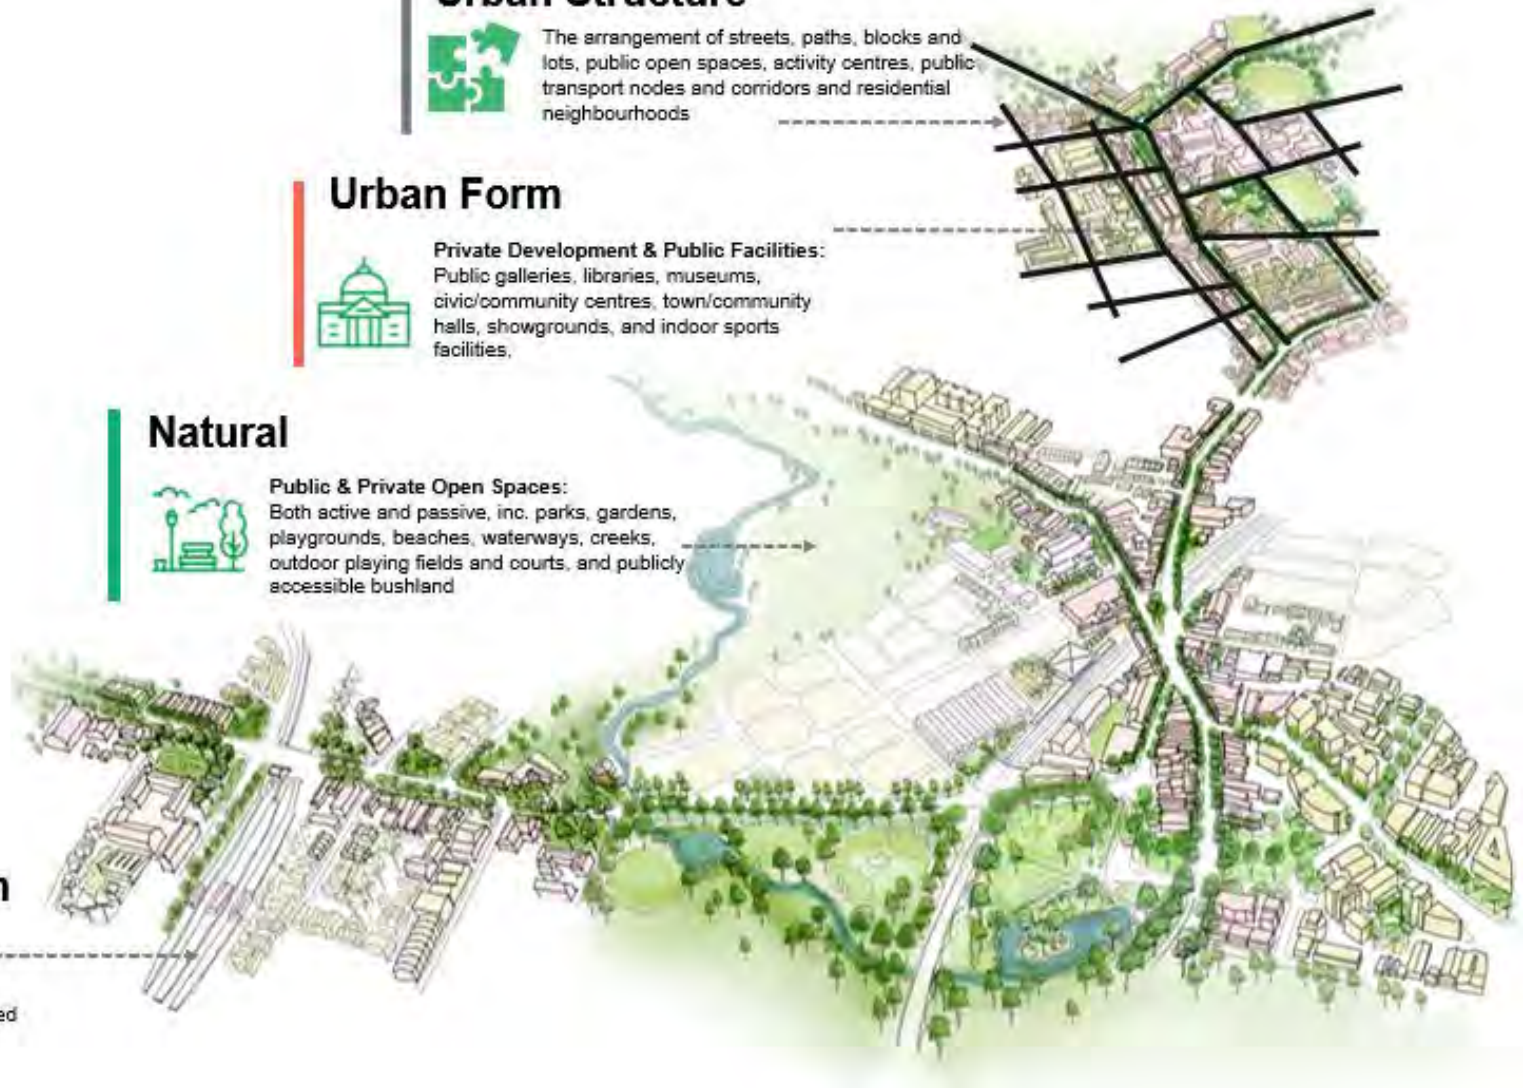 Urban Structure
The arrangement of streets, paths, blocks and
lots, public open spaces, activity centres, public
transport nodes and corridors and residential
neighbourhoods
Urban Form
Private Development & Public Facilities:
Public galleries, libraries, museums,
civic/community centres, town/community
halls, showgrounds, and indoor sports
facilities,
Natural
Public & Private Open Spaces:
Both active and passive, inc. parks, gardens,
playgrounds, beaches, waterways, creeks,
outdoor playing fields and courts, and publicly
accessible bushland